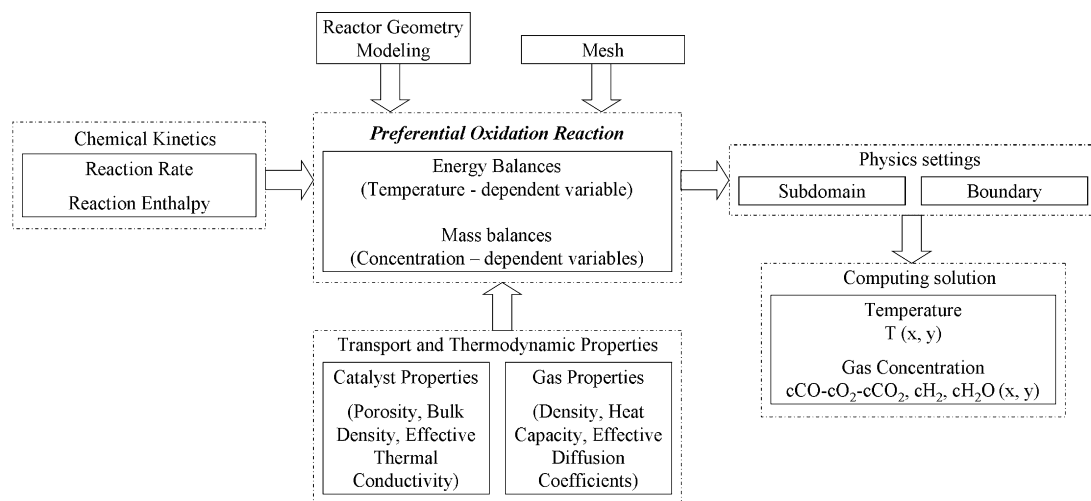 Reactor Geometry
Modeling
Mesh
Chemical Kinetics
Reaction Rate
Reaction Enthalpy
Preferential Oxidation Reaction
Energy Balances
(Temperature - dependent variable)
Mass balances
(Concentration – dependent variables)
Physics settings
Subdomain
Boundary
Computing solution
Temperature
T (x, y)
Gas Concentration
cCO-cO₂-cCO₂, cH₂, cH₂O (x, y)
Transport and Thermodynamic Properties
Catalyst Properties
(Porosity, Bulk
Density, Effective
Thermal
Conductivity)
Gas Properties
(Density, Heat
Capacity, Effective
Diffusion
Coefficients)